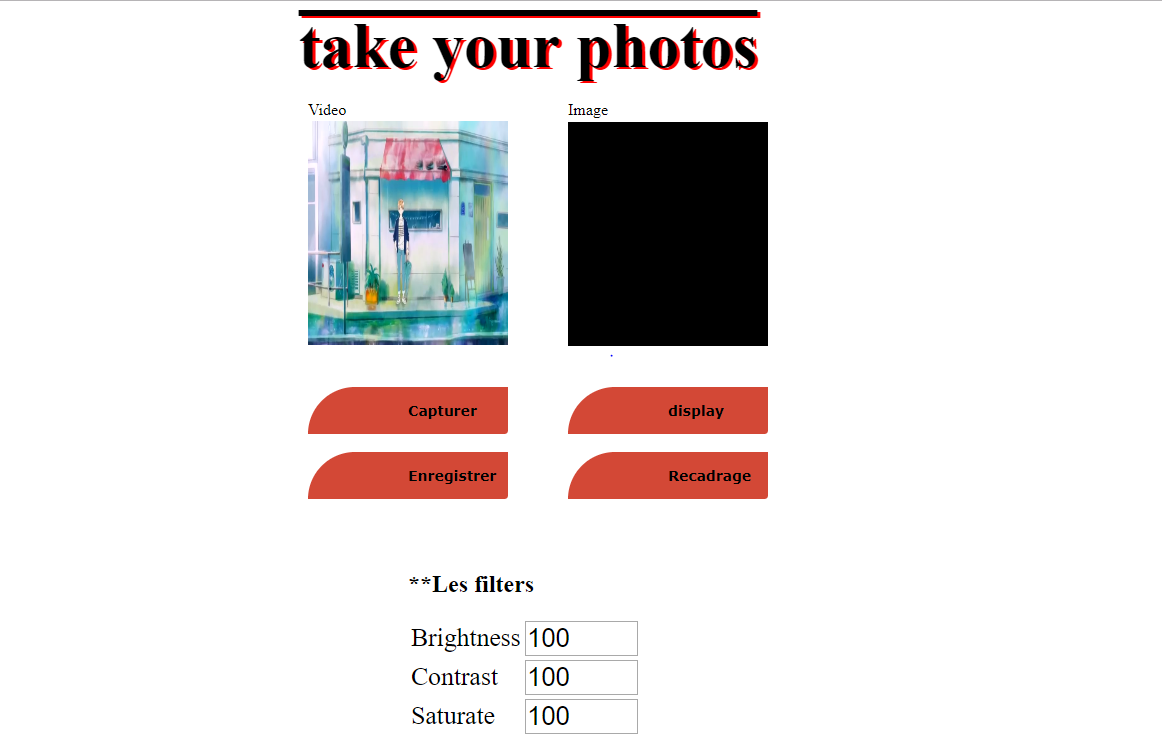 take your photos
Video
Image
Capturer
display
Enregistrer
Recadrage
**Les filters
Brightness 100
Contrast 100
Saturate 100